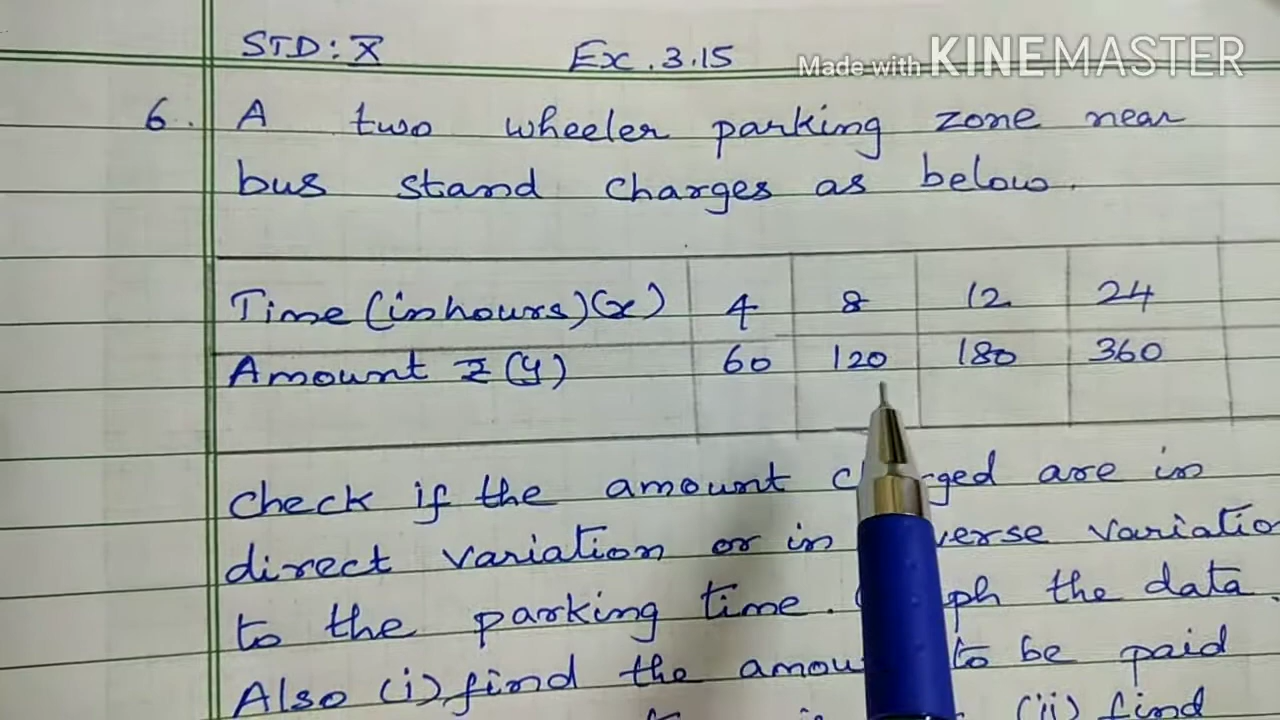 STD: X Ex. 3.15
Made with KINEMASTER
6. A two wheeler parking zone near
bus stand charges as below.
Time (in hours) (x) 4 8 12 24
Amount ₹ (y) 60 120 180 360
check if the amount c ged are in
direct variation or in verse variatio
to the parking time. ph the data.
Also (i) find the amou to be paid
(ii) find